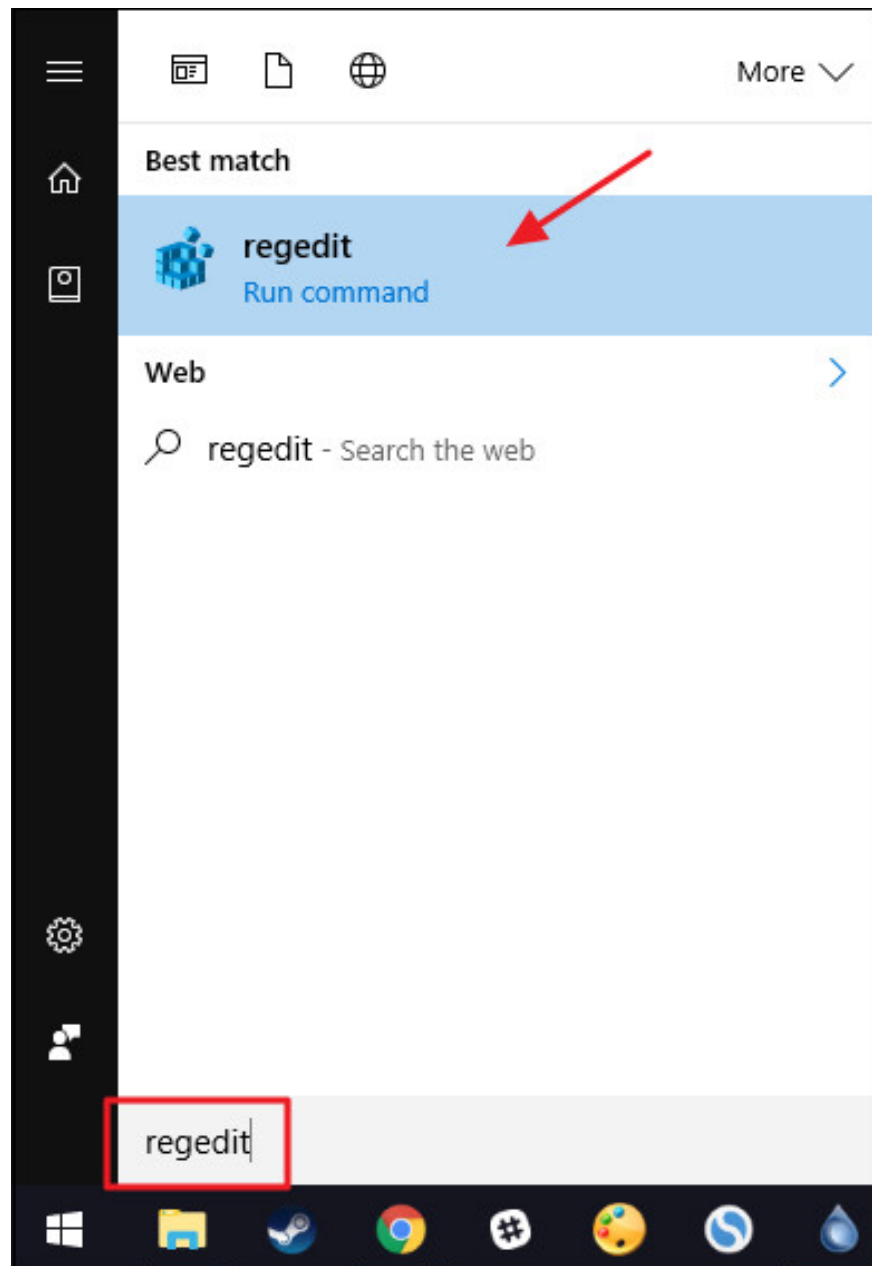 More
Best match
regedit
Run command
Web
regedit - Search the web
regedit